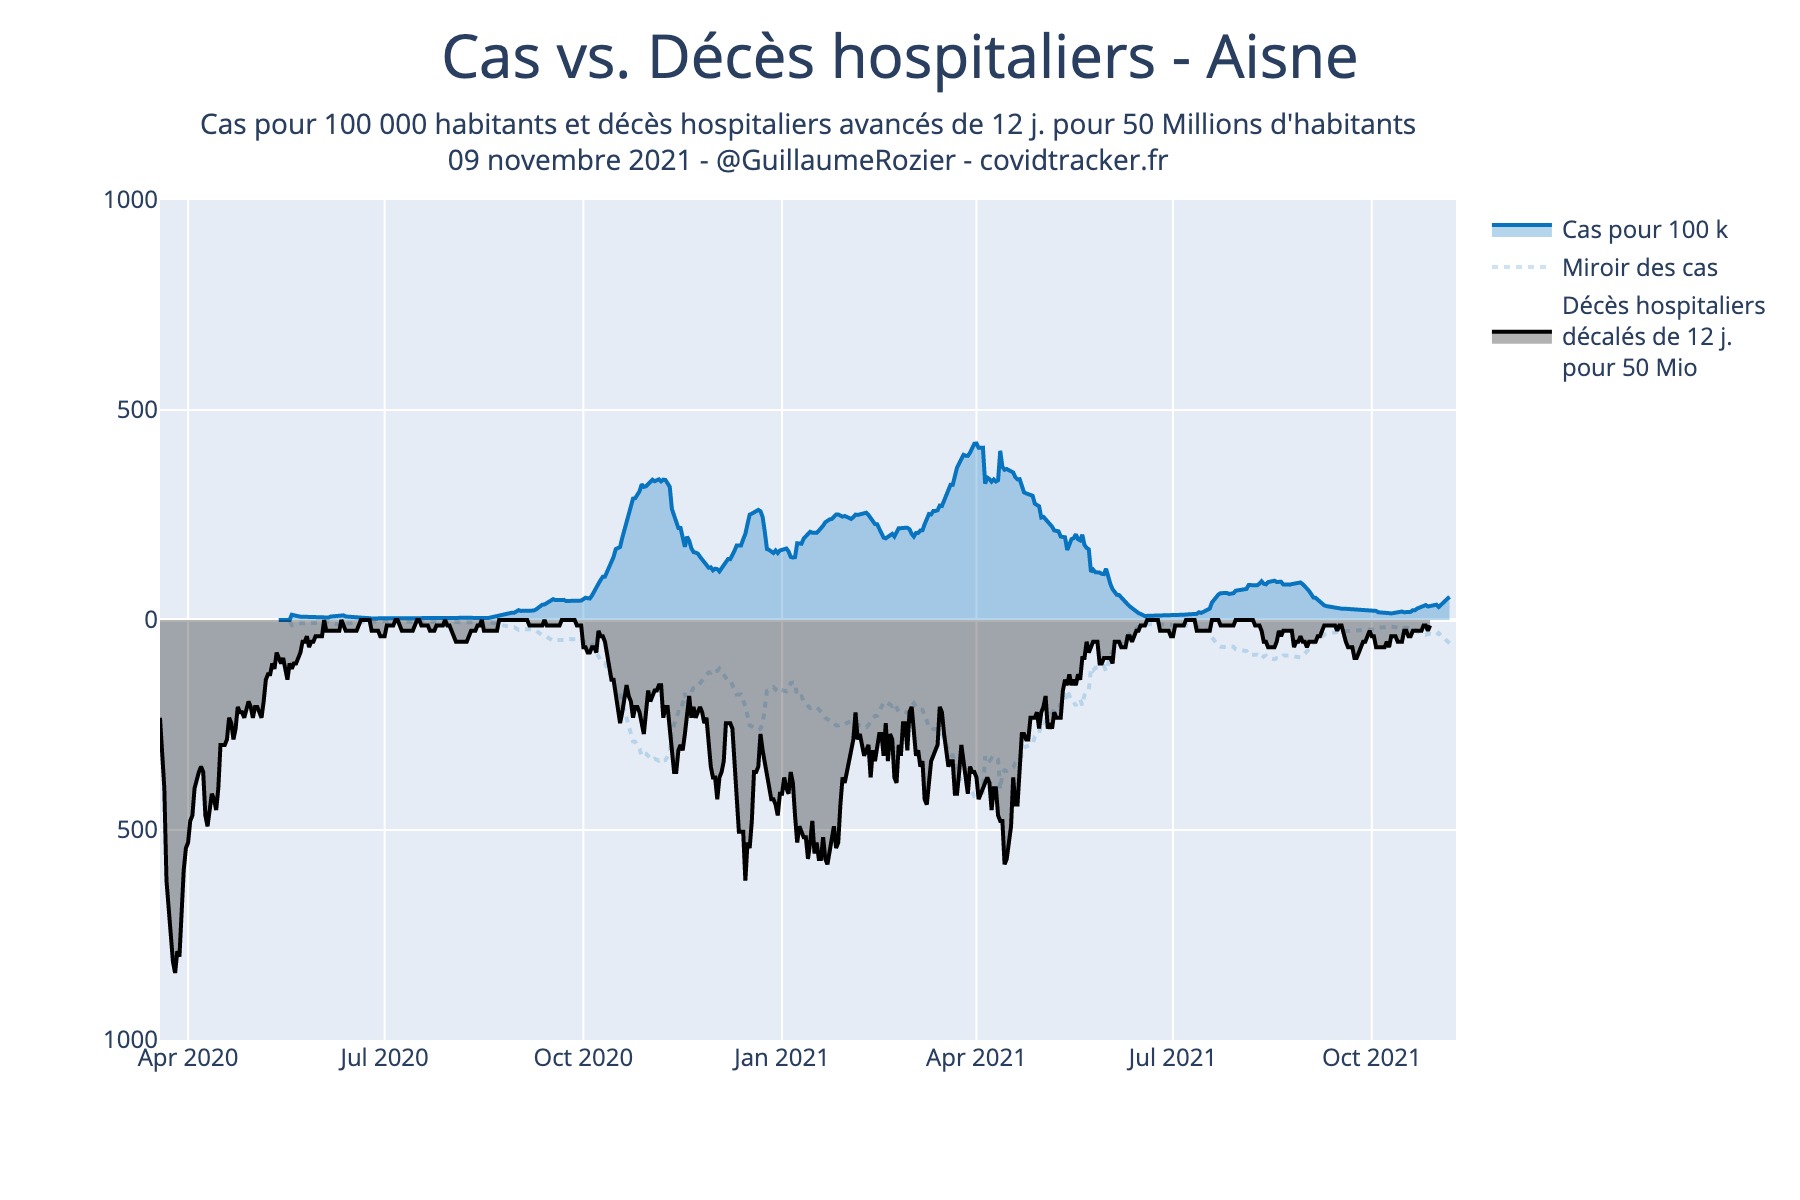 Cas vs. Décès hospitaliers - Aisne
Cas pour 100 000 habitants et décès hospitaliers avancés de 12 j. pour 50 Millions d'habitants
09 novembre 2021 - @GuillaumeRozier - covidtracker.fr
1000
500
0
500
1000
Apr 2020
Jul 2020
Oct 2020
Jan 2021
Apr 2021
Jul 2021
Oct 2021
Cas pour 100 k
Miroir des cas
Décès hospitaliers
décalés de 12 j.
pour 50 Mio